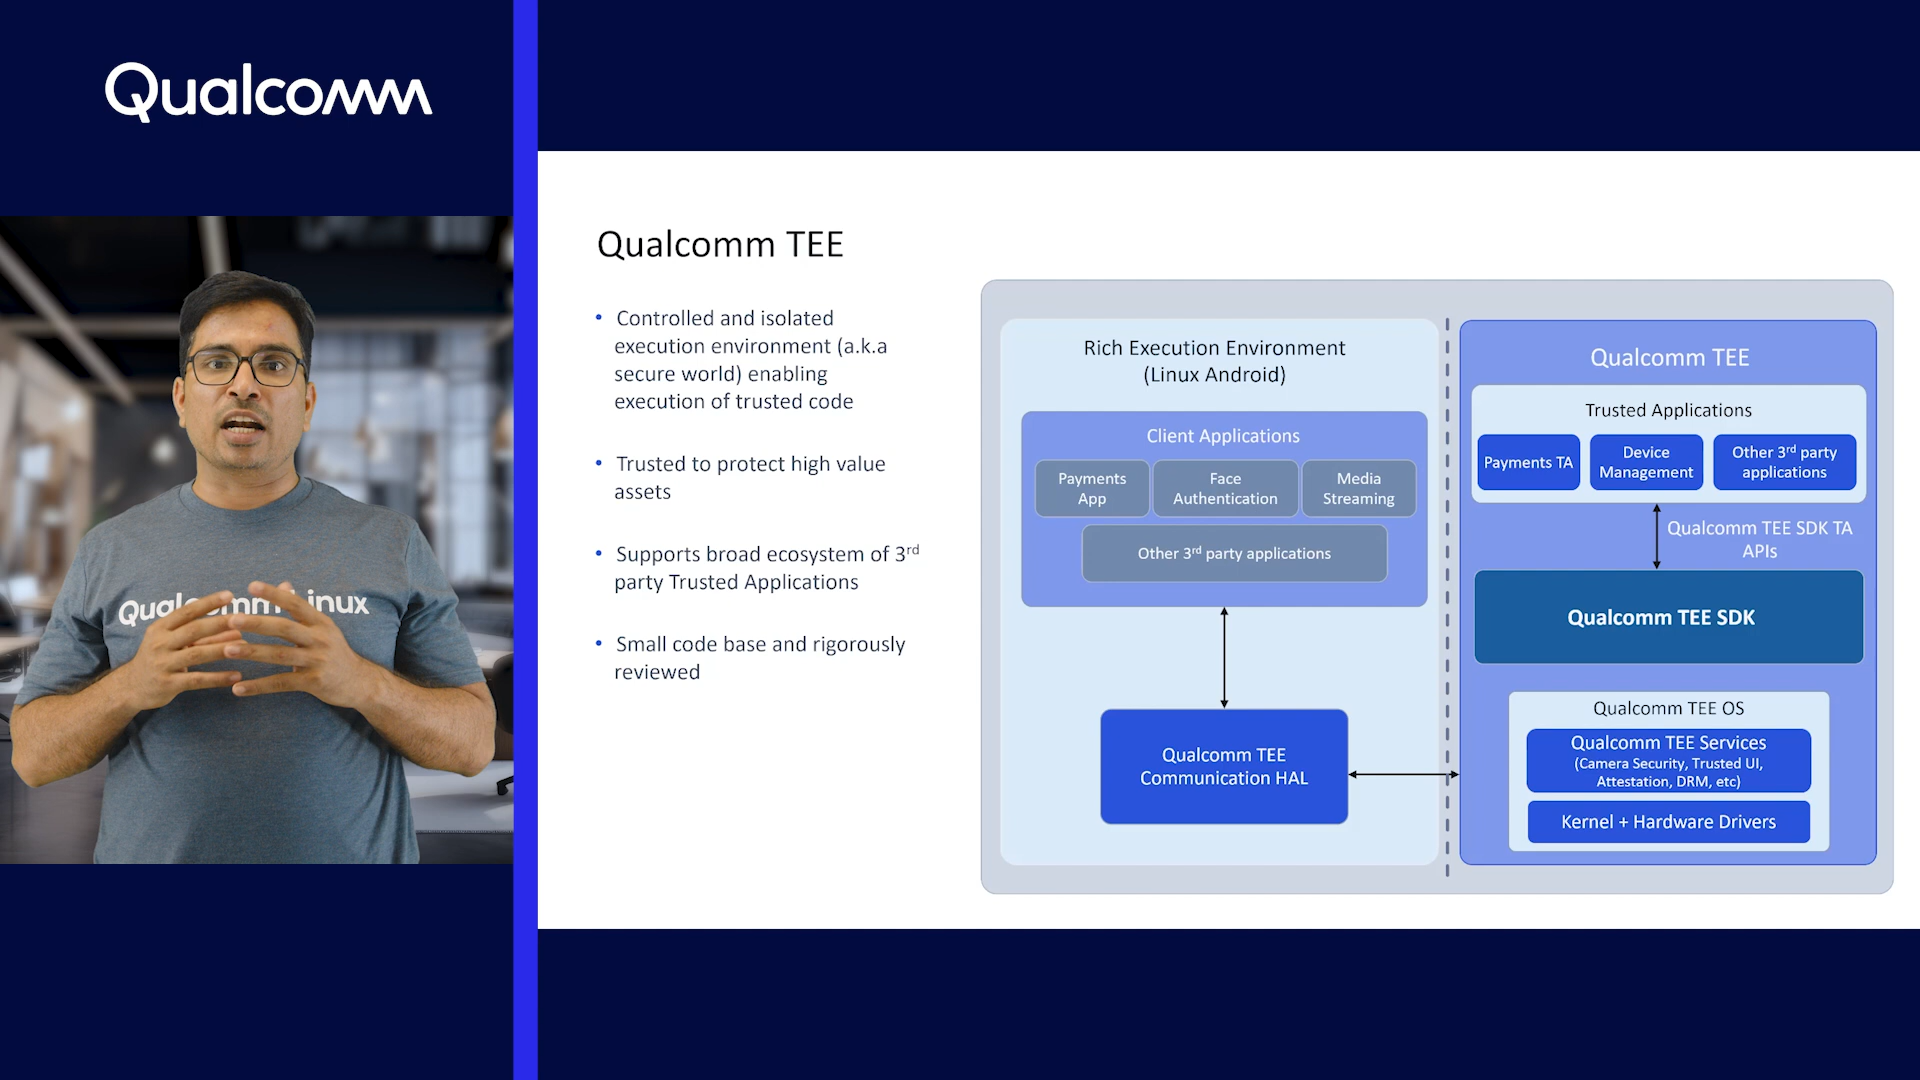 Qualcomm
Qualcomm Linux
Qualcomm TEE
• Controlled and isolated
execution environment (a.k.a
secure world) enabling
execution of trusted code
• Trusted to protect high value
assets
• Supports broad ecosystem of 3rd
party Trusted Applications
• Small code base and rigorously
reviewed
Rich Execution Environment
(Linux Android)
Client Applications
Payments
App
Face
Authentication
Media
Streaming
Other 3rd party applications
Qualcomm TEE
Communication HAL
Qualcomm TEE
Trusted Applications
Payments TA
Device
Management
Other 3rd party
applications
Qualcomm TEE SDK TA
APIs
Qualcomm TEE SDK
Qualcomm TEE OS
Qualcomm TEE Services
(Camera Security, Trusted UI,
Attestation, DRM, etc)
Kernel + Hardware Drivers